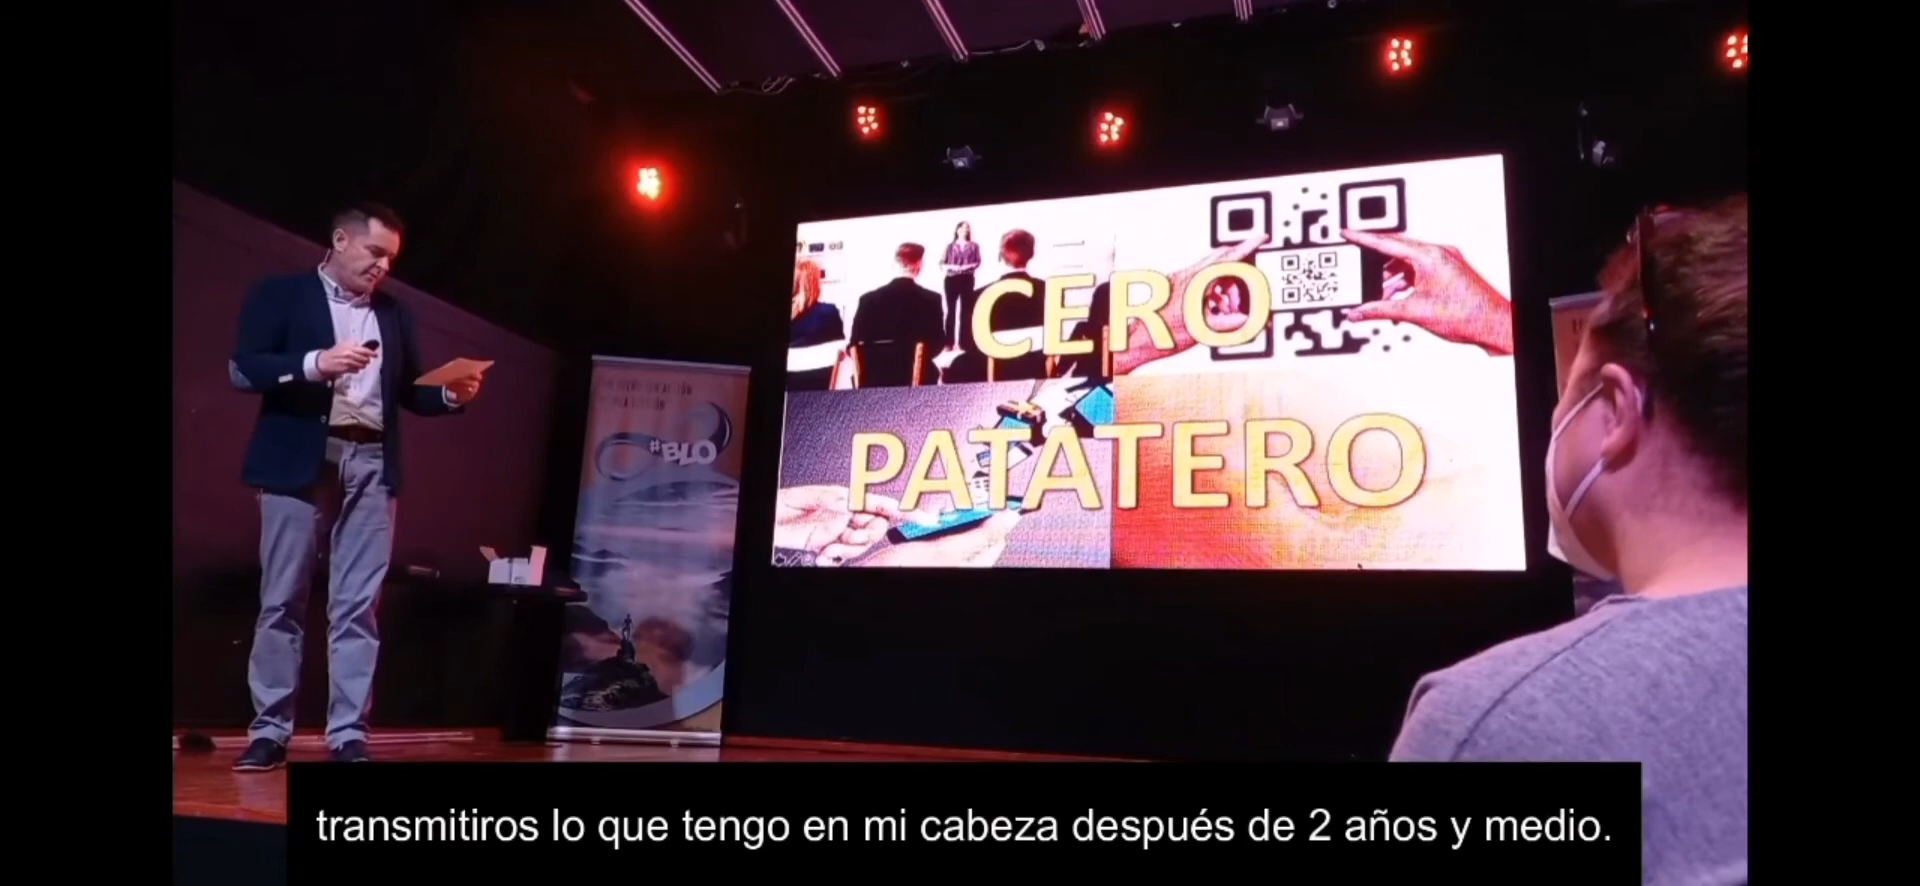 CERO
PATATERO
#BLO
transmitiros lo que tengo en mi cabeza después de 2 años y medio.